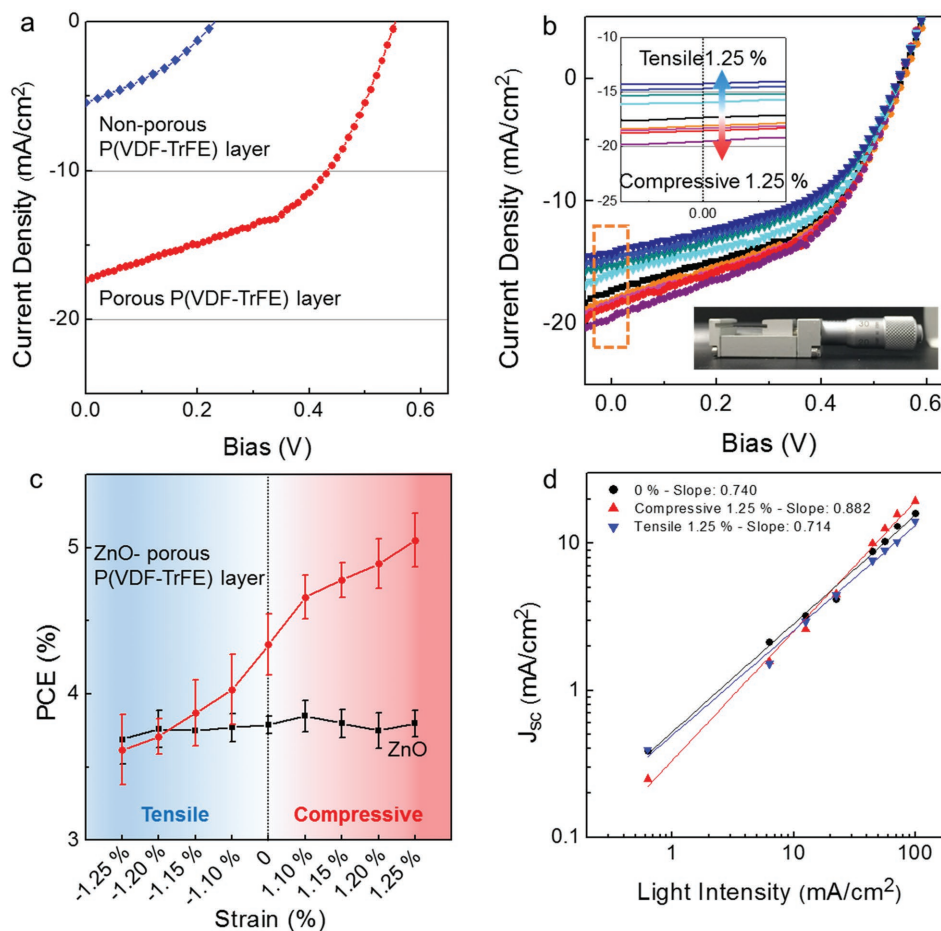 a
0
-10
-20
Current Density (mA/cm²)
Non-porous
P(VDF-TrFE) layer
Porous P(VDF-TrFE) layer
0.0 0.2 0.4 0.6
Bias (V)
b
0
-10
-20
Current Density (mA/cm²)
-10
-15
-20
-25
Tensile 1.25 %
Compressive 1.25 %
0.00
30
0.0 0.2 0.4 0.6
Bias (V)
c
5
4
3
PCE (%)
ZnO- porous
P(VDF-TrFE) layer
ZnO
Tensile
Compressive
-1.25 % -1.20 % -1.15 % -1.10 % 0 1.10 % 1.15 % 1.20 % 1.25 %
Strain (%)
d
0 % - Slope: 0.740
Compressive 1.25 % - Slope: 0.882
Tensile 1.25 % - Slope: 0.714
10
1
0.1
Jsc (mA/cm²)
1 10 100
Light Intensity (mA/cm²)